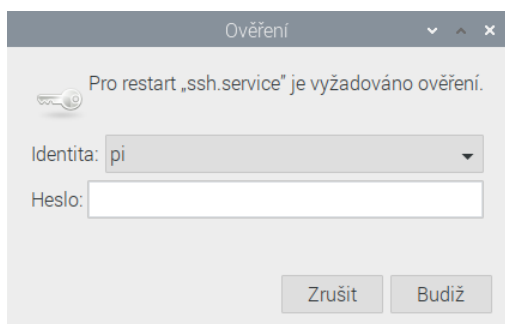 Ověření
Pro restart „ssh.service" je vyžadováno ověření.
Identita: pi
Heslo:
Zrušit Budiž